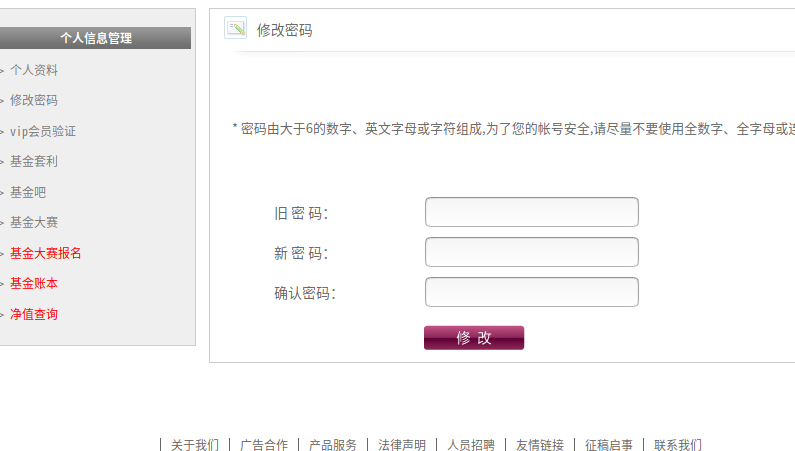 个人信息管理
> 个人资料
> 修改密码
> vip会员验证
> 基金套利
> 基金吧
> 基金大赛
> 基金大赛报名
> 基金账本
> 净值查询
修改密码
* 密码由大于6的数字、英文字母或字符组成,为了您的帐号安全,请尽量不要使用全数字、全字母或连
旧 密 码：
新 密 码：
确认密码：
修 改
| 关于我们 | 广告合作 | 产品服务 | 法律声明 | 人员招聘 | 友情链接 | 征稿启事 | 联系我们